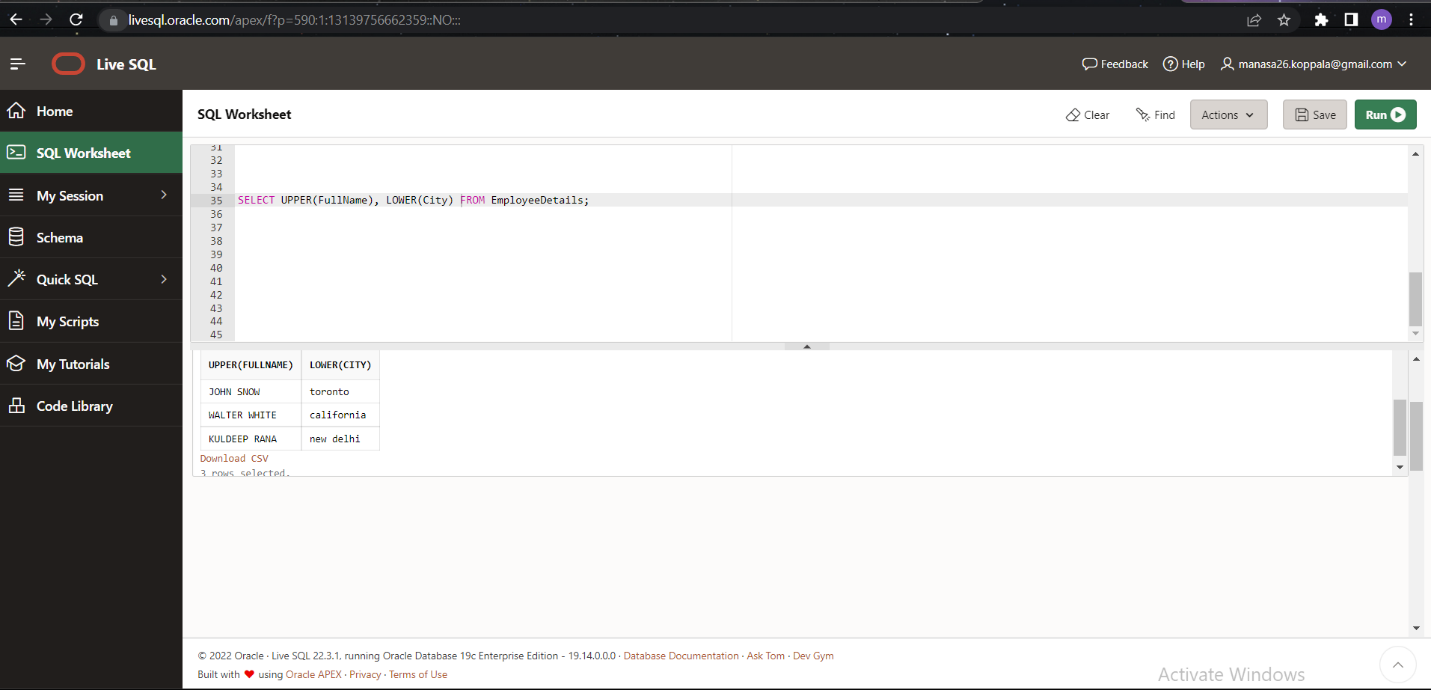 livesql.oracle.com/apex/f?p=590:1:13139756662359::NO:::
m
Live SQL
Feedback
Help
manasa26.koppala@gmail.com
Home
SQL Worksheet
My Session
Schema
Quick SQL
My Scripts
My Tutorials
Code Library
SQL Worksheet
Clear
Find
Actions
Save
Run
31
32
33
34
35 SELECT UPPER(FullName), LOWER(City) FROM EmployeeDetails;
36
37
38
39
40
41
42
43
44
45
UPPER(FULLNAME) LOWER(CITY)
JOHN SNOW toronto
WALTER WHITE california
KULDEEP RANA new delhi
Download CSV
3 rows selected.
© 2022 Oracle · Live SQL 22.3.1, running Oracle Database 19c Enterprise Edition - 19.14.0.0.0 · Database Documentation · Ask Tom · Dev Gym
Built with ❤ using Oracle APEX · Privacy · Terms of Use
Activate Windows